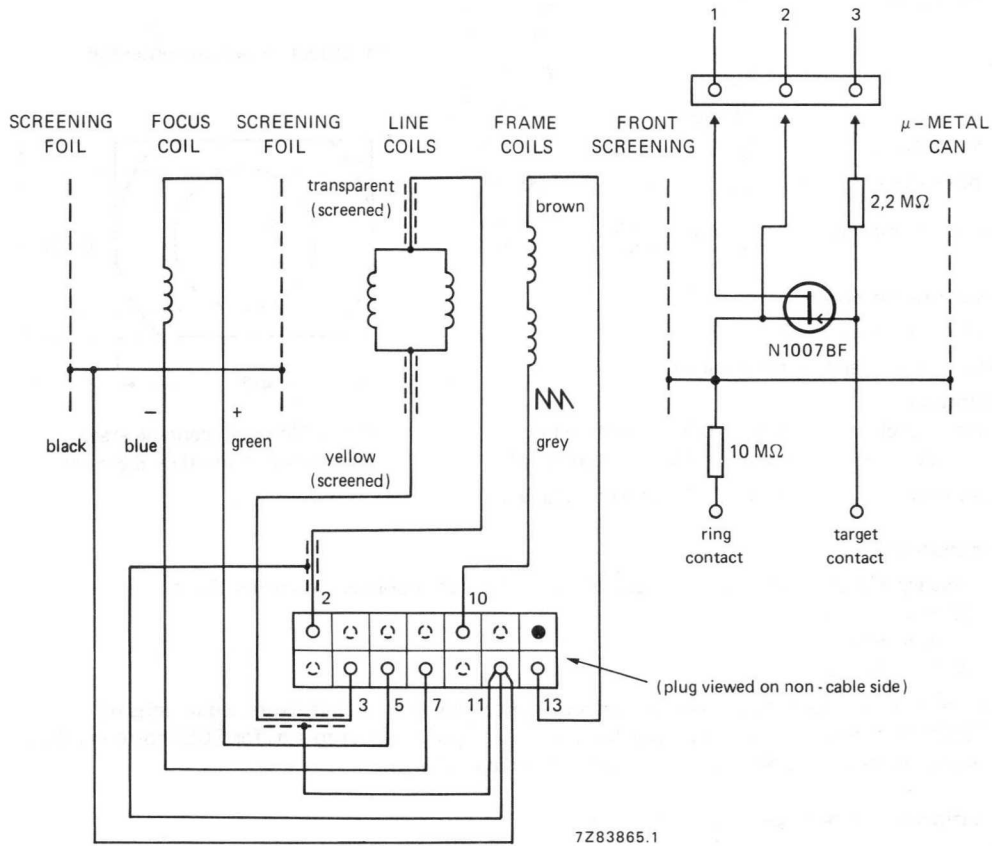 1 2 3
SCREENING FOIL
FOCUS COIL
SCREENING FOIL
LINE COILS
FRAME COILS
FRONT SCREENING
μ-METAL CAN
transparent
(screened)
brown
2,2 MΩ
N1007BF
− +
black blue green
grey
10 MΩ
yellow
(screened)
ring
contact
target
contact
2 10
3 5 7 11 13
(plug viewed on non-cable side)
7Z83865.1